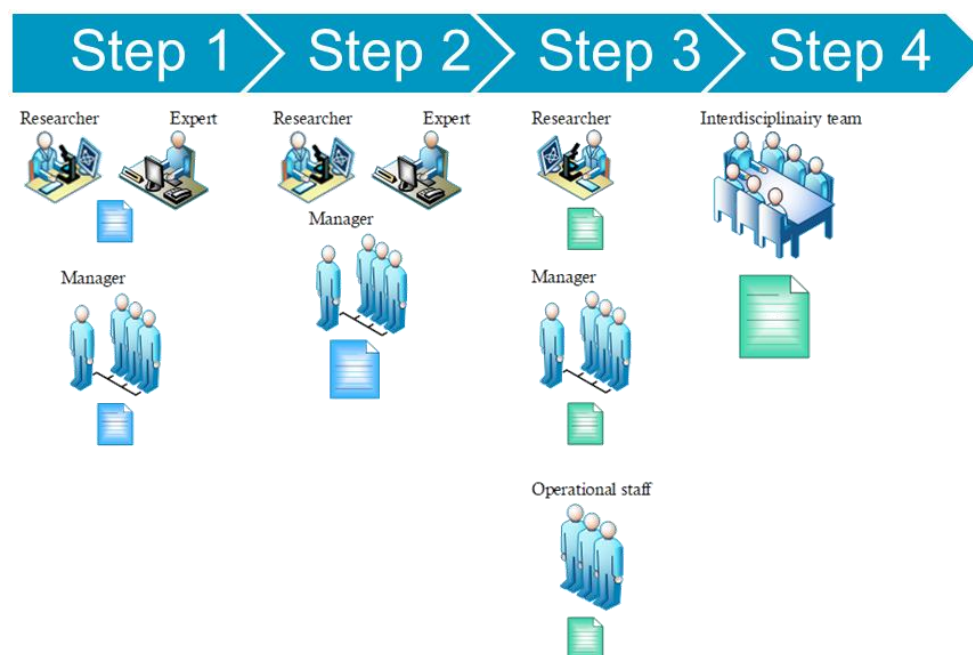 Step 1
Step 2
Step 3
Step 4
Researcher
Expert
Manager
Researcher
Expert
Manager
Researcher
Manager
Operational staff
Interdisciplinairy team